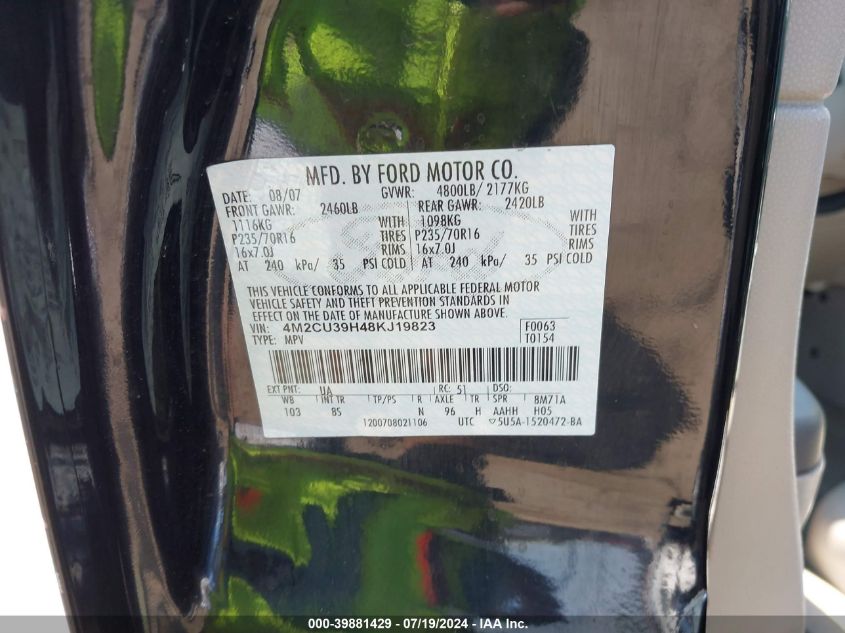 MFD. BY FORD MOTOR CO.
DATE: 08/07 GVWR: 4800LB/ 2177KG
FRONT GAWR: 2460LB REAR GAWR: 2420LB
1116KG WITH 1098KG WITH
P235/70R16 TIRES P235/70R16 TIRES
16x7.0J RIMS 16x7.0J RIMS
AT 240 kPa/ 35 PSI COLD AT 240 kPa/ 35 PSI COLD
THIS VEHICLE CONFORMS TO ALL APPLICABLE FEDERAL MOTOR
VEHICLE SAFETY AND THEFT PREVENTION STANDARDS IN
EFFECT ON THE DATE OF MANUFACTURE SHOWN ABOVE.
VIN: 4M2CU39H48KJ19823 F0063
TYPE: MPV T0154
EXT PNT: UA RC: 51 DSO:
WB INT TR TP/PS R AXLE TR SPR 8M71A
103 8S N 96 H AAHH H05
1200708021106 UTC ▽5U5A-1520472-BA
000-39881429 - 07/19/2024 - IAA Inc.